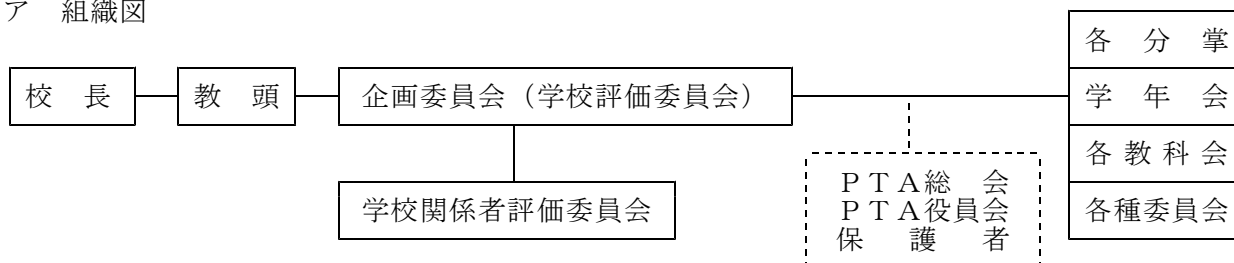 ア 組織図
校長
教頭
企画委員会（学校評価委員会）
学校関係者評価委員会
ＰＴＡ総会
ＰＴＡ役員会
保護者
各分掌
学年会
各教科会
各種委員会